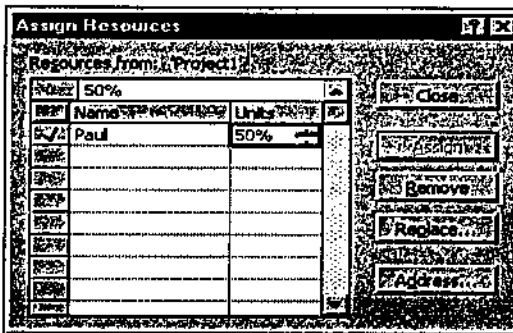 Assign Resources
Resources from: 'Project1'
50%
Close
Name Units
Paul 50%
Assign
Remove
Replace...
Address...